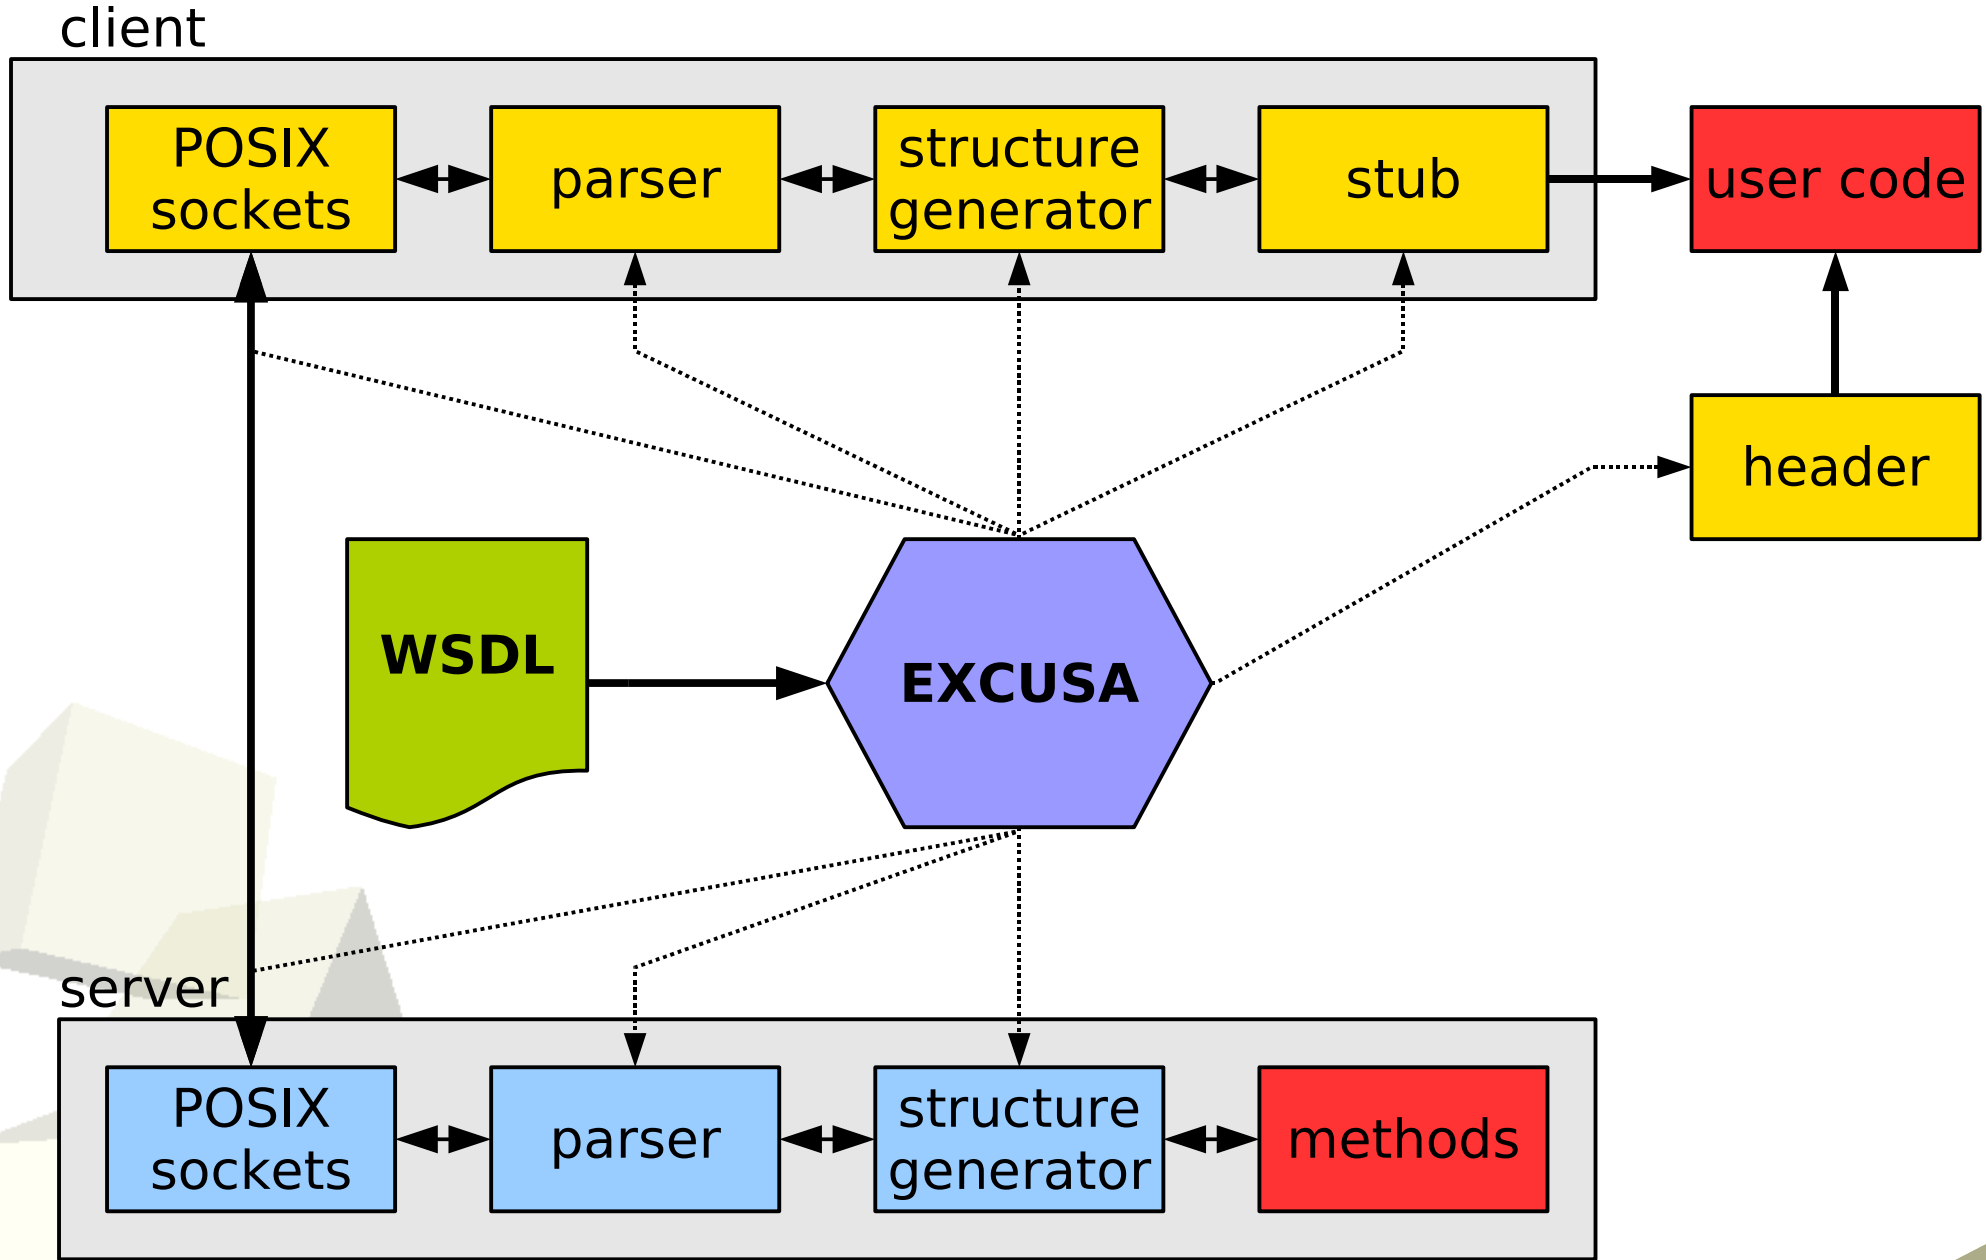 client
POSIX
sockets
parser
structure
generator
stub
user code
header
WSDL
EXCUSA
server
POSIX
sockets
parser
structure
generator
methods